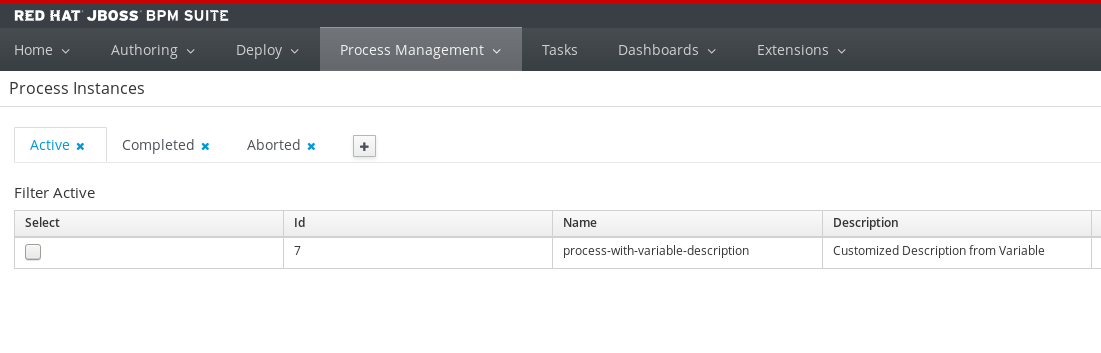 RED HAT JBOSS BPM SUITE
Home Authoring Deploy Process Management Tasks Dashboards Extensions
Process Instances
Active Completed Aborted
Filter Active
Select Id Name Description
7 process-with-variable-description Customized Description from Variable